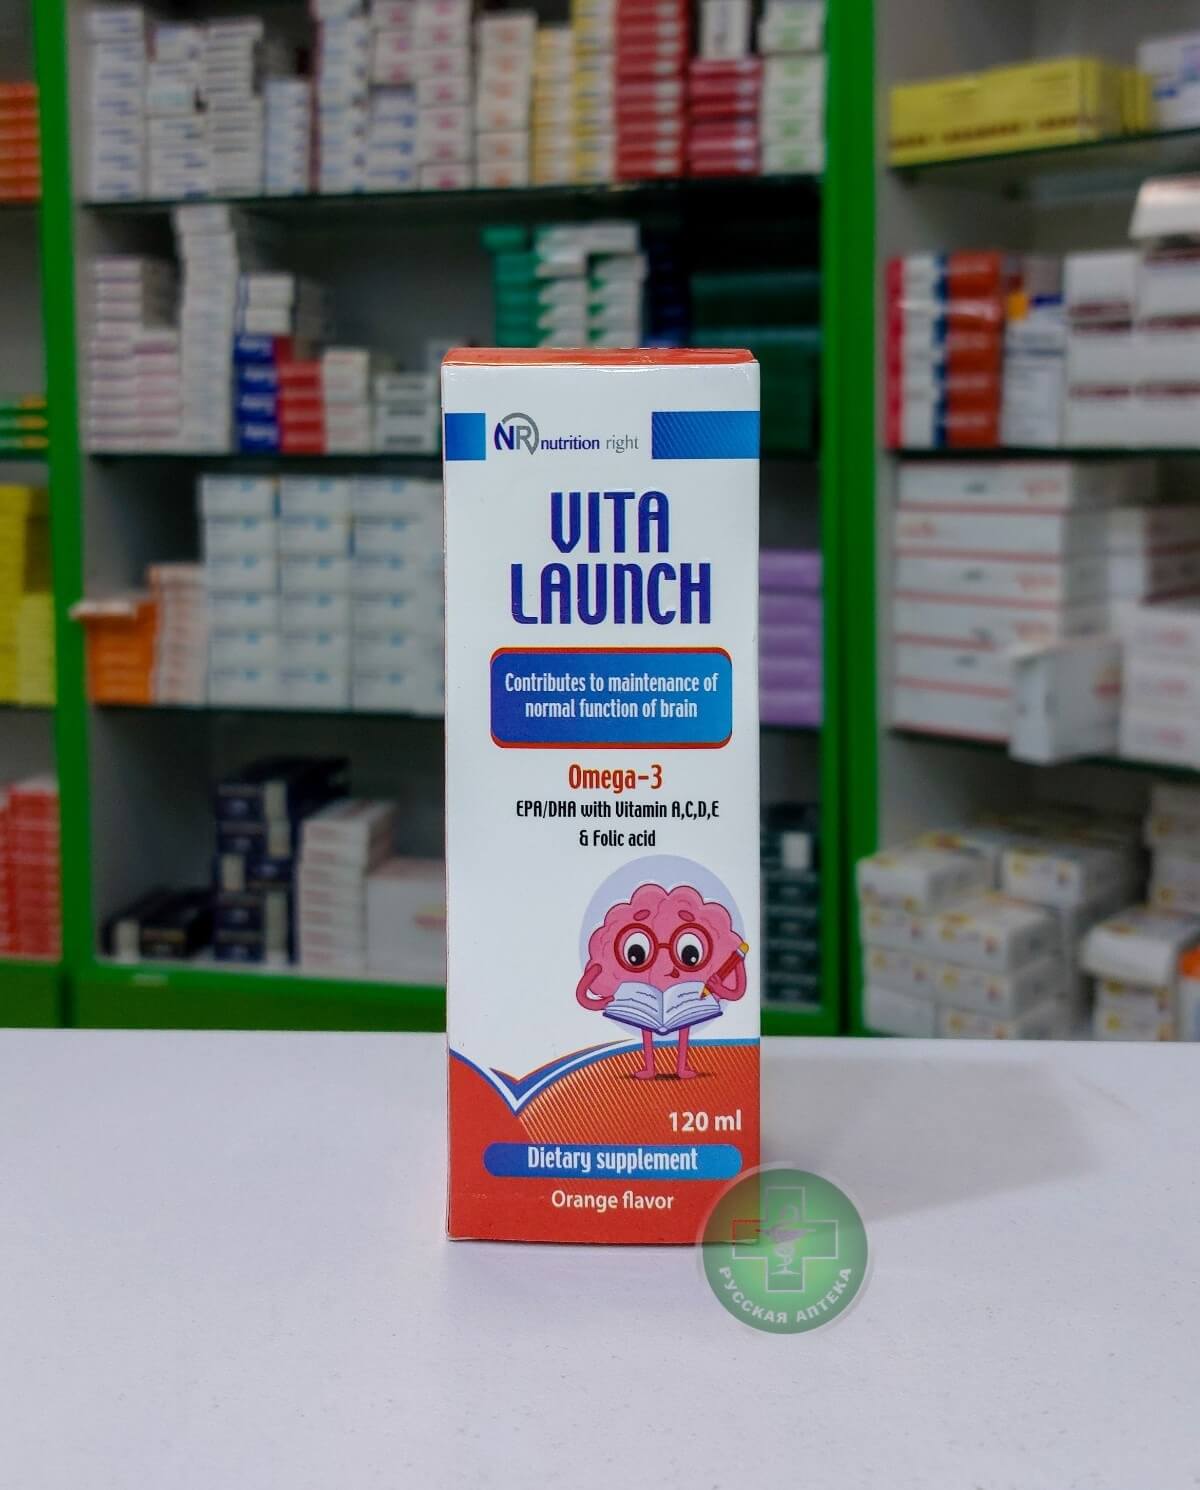 NR nutrition right
VITA
LAUNCH
Contributes to maintenance of
normal function of brain
Omega-3
EPA/DHA with Vitamin A,C,D,E
& Folic acid
120 ml
Dietary supplement
Orange flavor
РУССКАЯ АПТЕКА